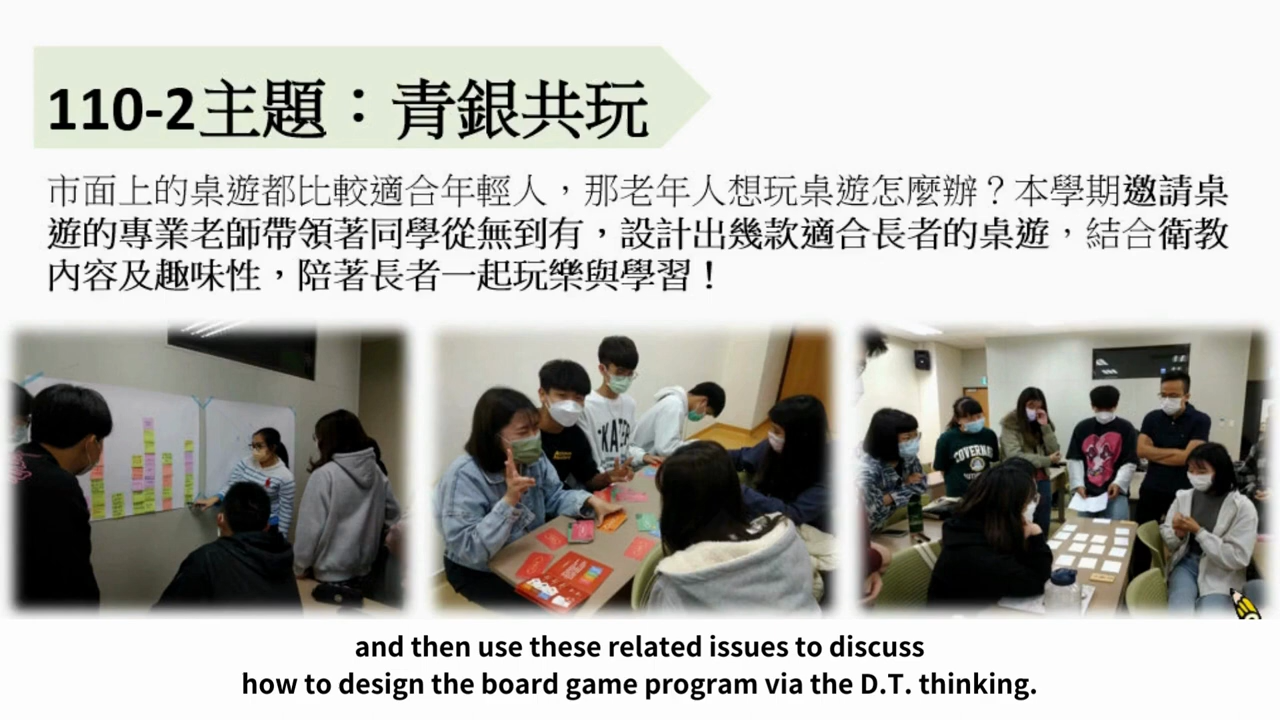 110-2主題：青銀共玩
市面上的桌遊都比較適合年輕人，那老年人想玩桌遊怎麼辦？本學期邀請桌
遊的專業老師帶領著同學從無到有，設計出幾款適合長者的桌遊，結合衛教
內容及趣味性，陪著長者一起玩樂與學習！
and then use these related issues to discuss
how to design the board game program via the D.T. thinking.